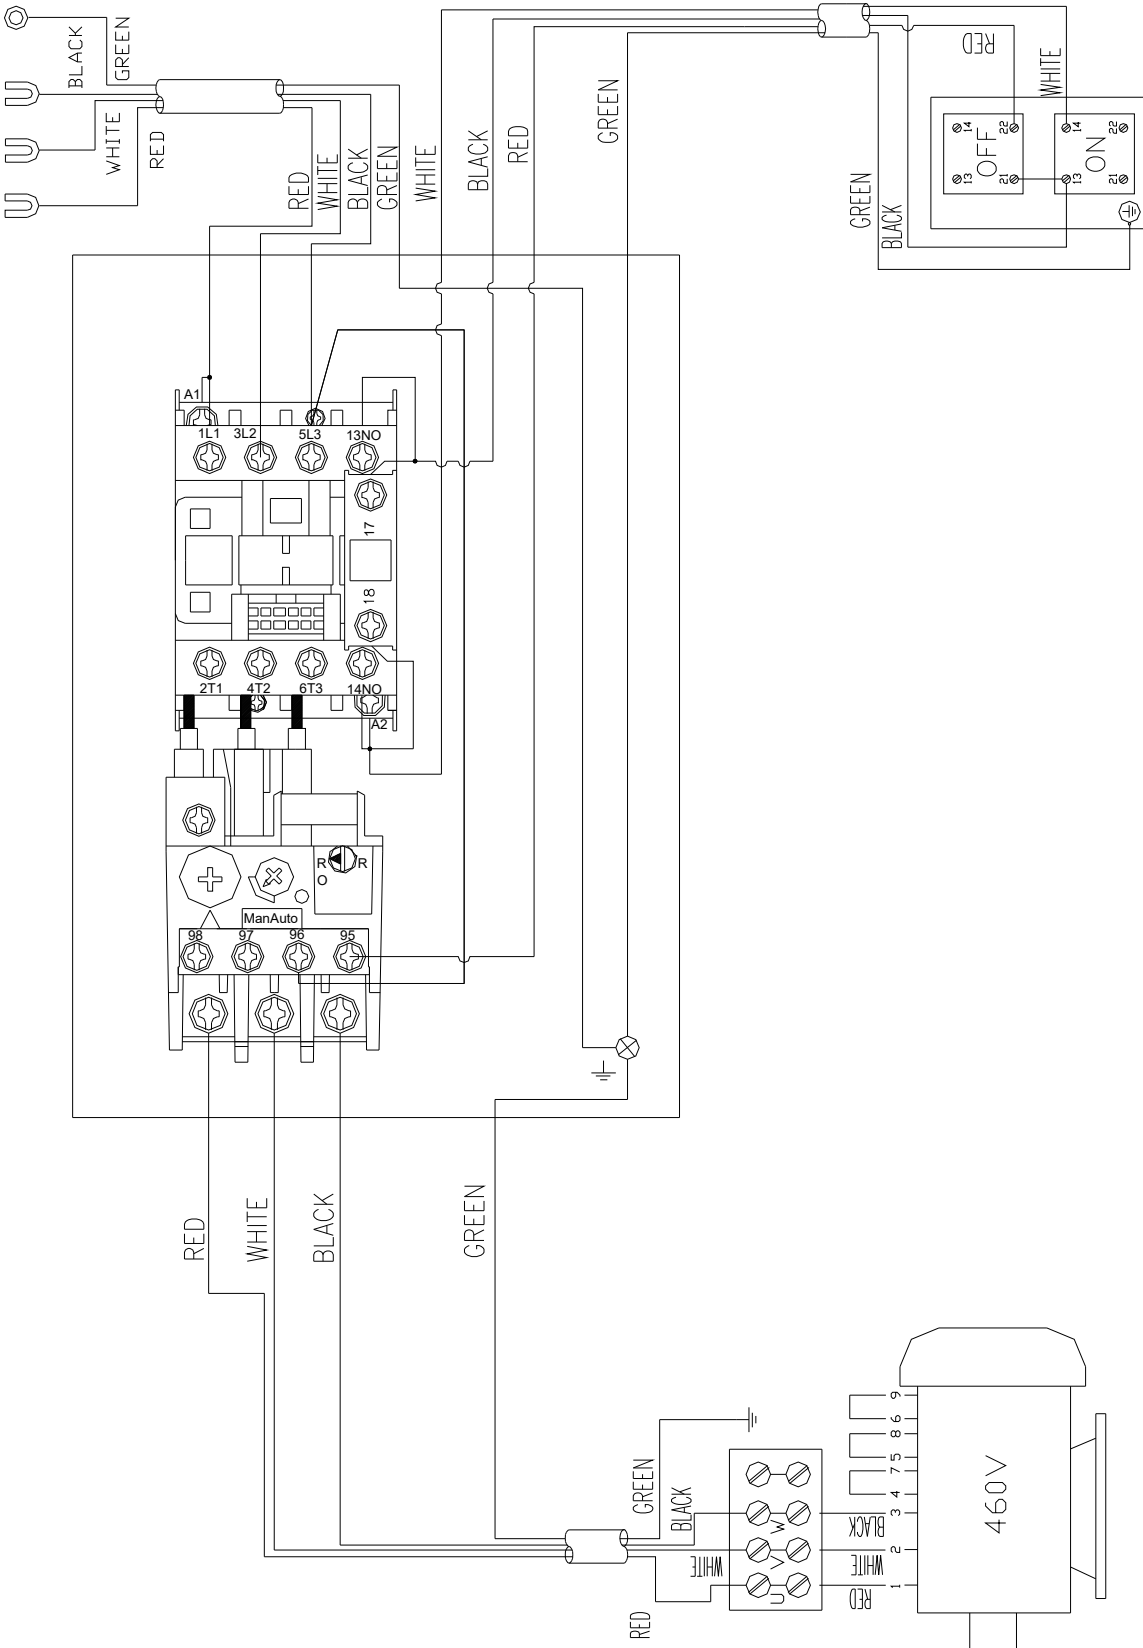 BLACK
GREEN
WHITE
RED
RED
WHITE
BLACK
GREEN
WHITE
BLACK
RED
GREEN
RED
WHITE
GREEN
BLACK
14
22
OFF
13
21
14
22
ON
13
21
A1
1L1 3L2 5L3 13NO
17
18
2T1 4T2 6T3 14NO
A2
R R
O
ManAuto
98 97 96 95
RED
WHITE
BLACK
GREEN
GREEN
BLACK
WHITE
RED
U V W
BLACK
WHITE
RED
9
6
8
5
7
4
3
2
1
460V